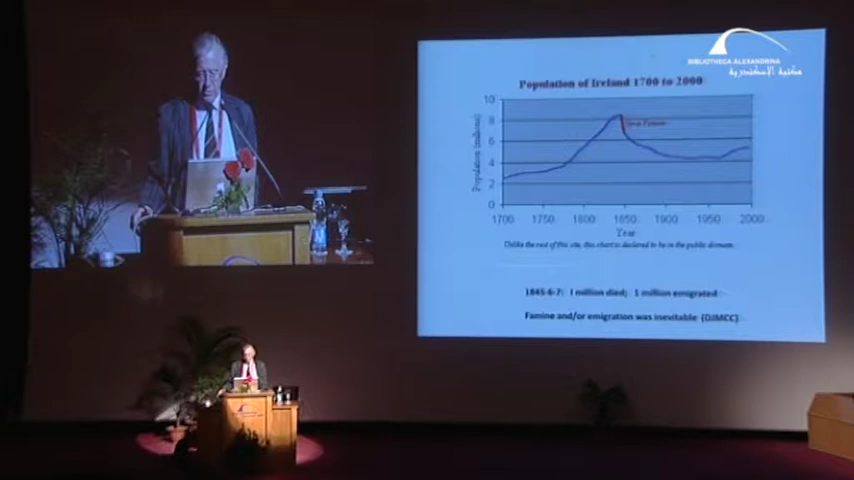 BIBLIOTHECA ALEXANDRINA
مكتبة الإسكندرية
Population of Ireland 1700 to 2000
10
8
6
4
2
0
Population (millions)
1700 1750 1800 1850 1900 1950 2000
Year
Unlike the rest of this site, this chart is declared to be in the public domain.
1845-6-7: 1 million died; 1 million emigrated
Famine and/or emigration was inevitable (DJMCC)